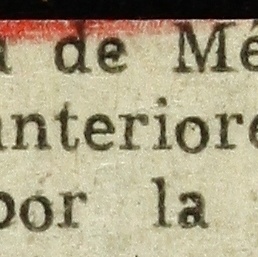 a de Mé
anteriore
por la